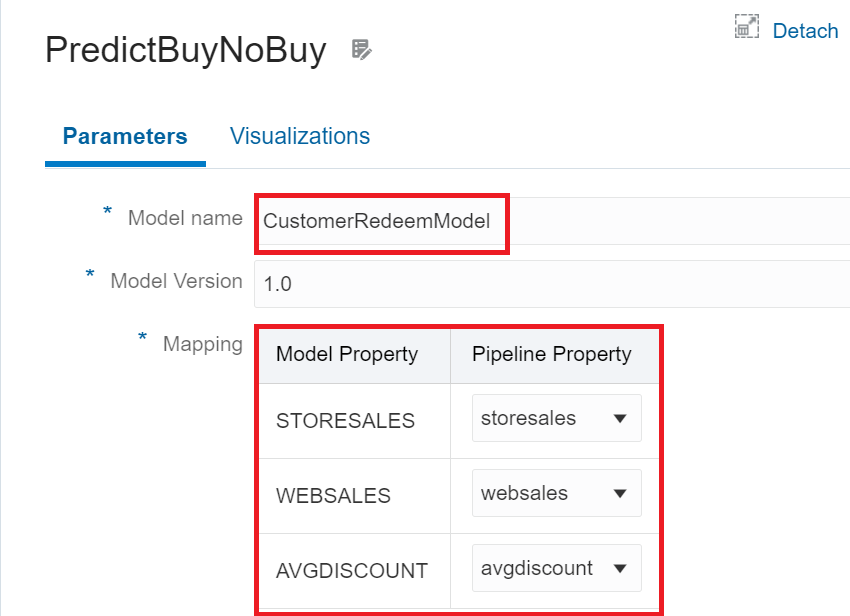 PredictBuyNoBuy
Detach
Parameters Visualizations
* Model name CustomerRedeemModel
* Model Version 1.0
* Mapping
Model Property Pipeline Property
STORESALES storesales
WEBSALES websales
AVGDISCOUNT avgdiscount